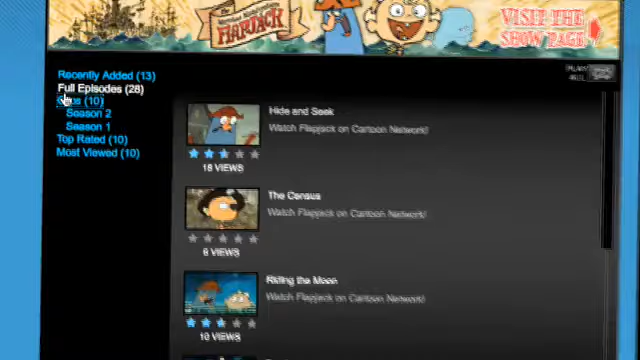 FLAPJACK
VISIT THE
SHOW PAGE
Recently Added (13)
Full Episodes (28)
(10)
Season 2
Season 1
Top Rated (10)
Most Viewed (10)
Hide and Seek
Watch Flapjack on Cartoon Network!
18 VIEWS
The Census
Watch Flapjack on Cartoon Network!
6 VIEWS
Riding the Moon
Watch Flapjack on Cartoon Network!
10 VIEWS